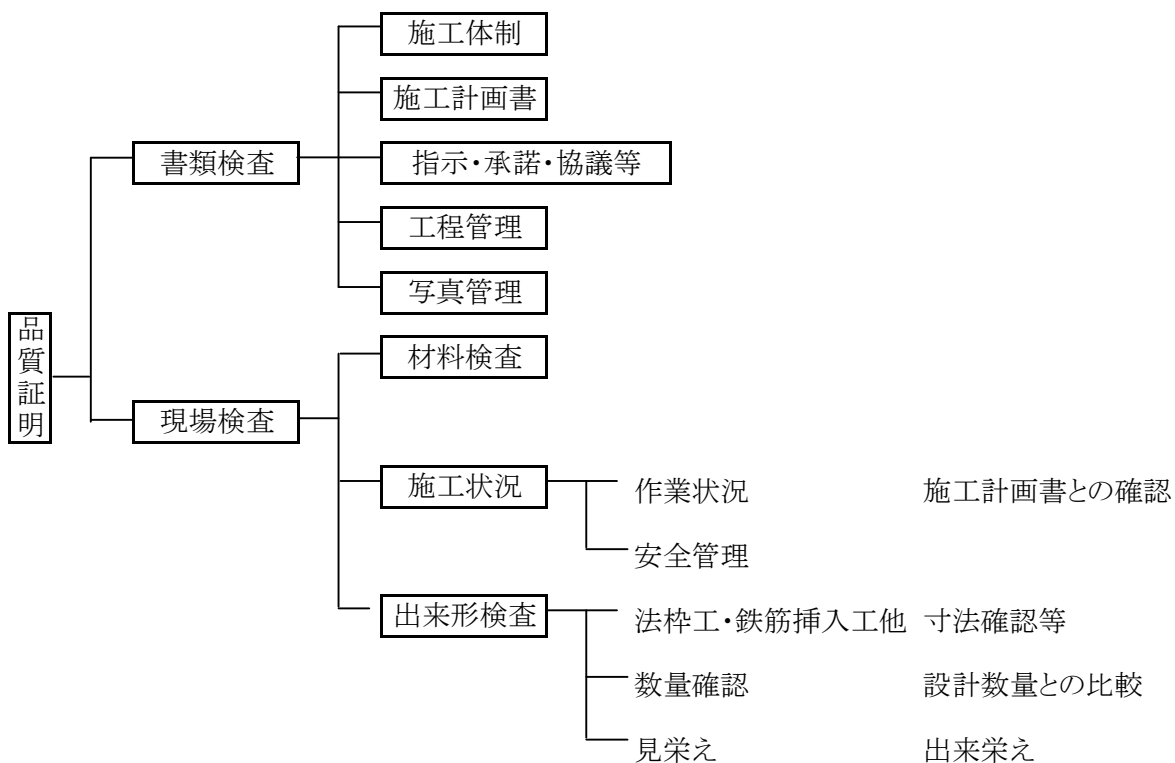 施工体制
施工計画書
書類検査
指示・承諾・協議等
工程管理
写真管理
品質証明
材料検査
現場検査
施工状況
作業状況 施工計画書との確認
安全管理
出来形検査
法枠工・鉄筋挿入工他 寸法確認等
数量確認 設計数量との比較
見栄え 出来栄え